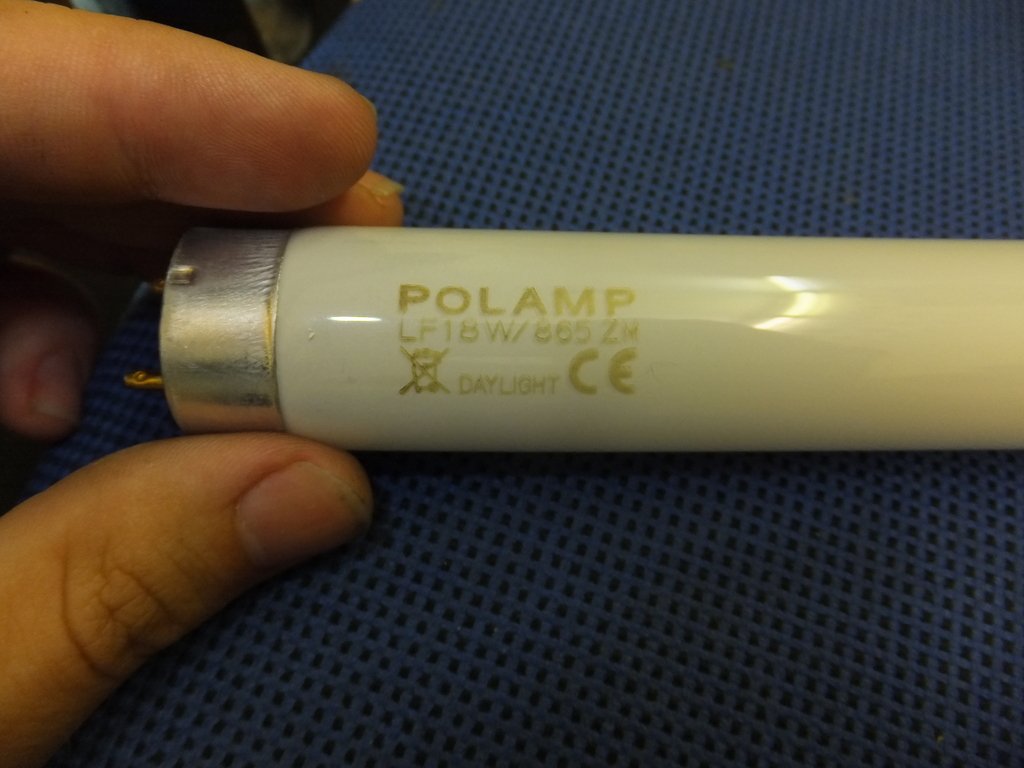 POLAMP
LF18W/865 ZM
DAYLIGHT CE